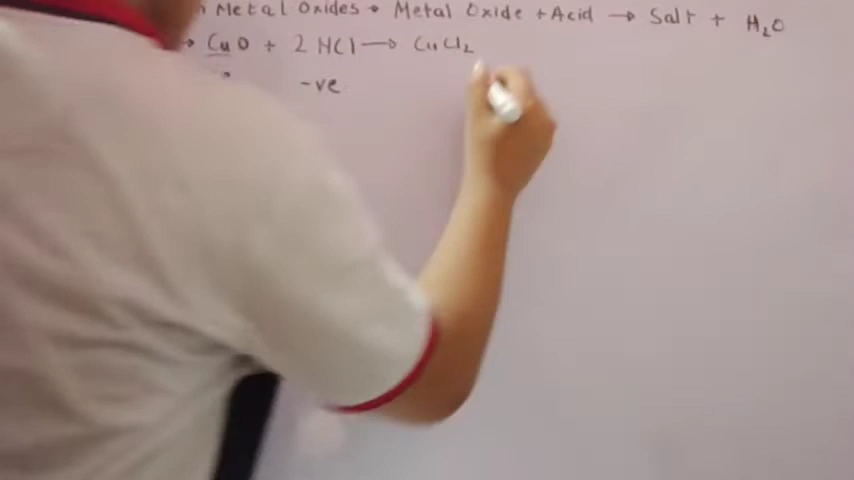 Metal Oxides • Metal Oxide + Acid → Salt + H₂O
→ CuO + 2 HCl → CuCl₂
-ve